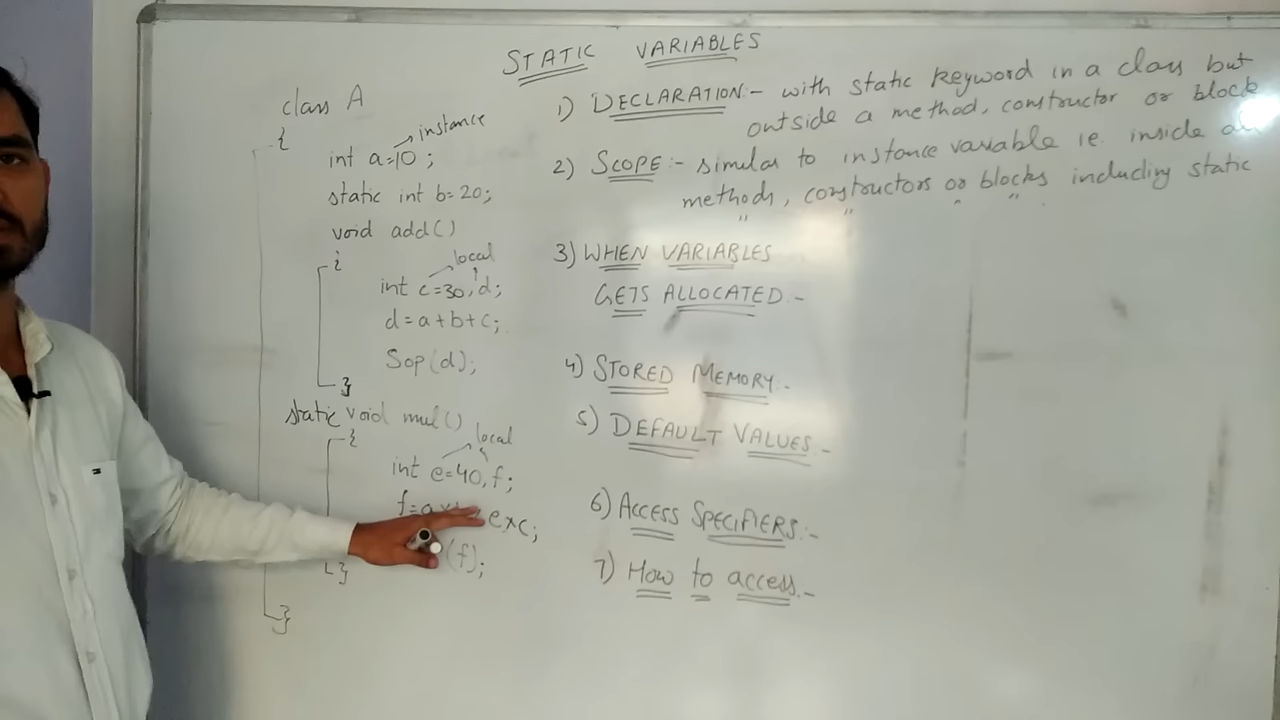 STATIC VARIABLES
class A
{
instance
int a=10;
static int b=20;
void add()
{
local
int c=30,d;
d=a+b+c;
Sop(d);
}
static void mul()
{
local
int e=40,f;
f=a e×c;
(f);
}
}
1) DECLARATION:- with static keyword in a class but
outside a method, constructor or block
2) SCOPE:- similar to instance variable ie. inside all
methods, constructors or blocks including static
" " " "
3) WHEN VARIABLES
GETS ALLOCATED:-
4) STORED MEMORY:-
5) DEFAULT VALUES:-
6) ACCESS SPECIFIERS:-
7) HOW to access:-